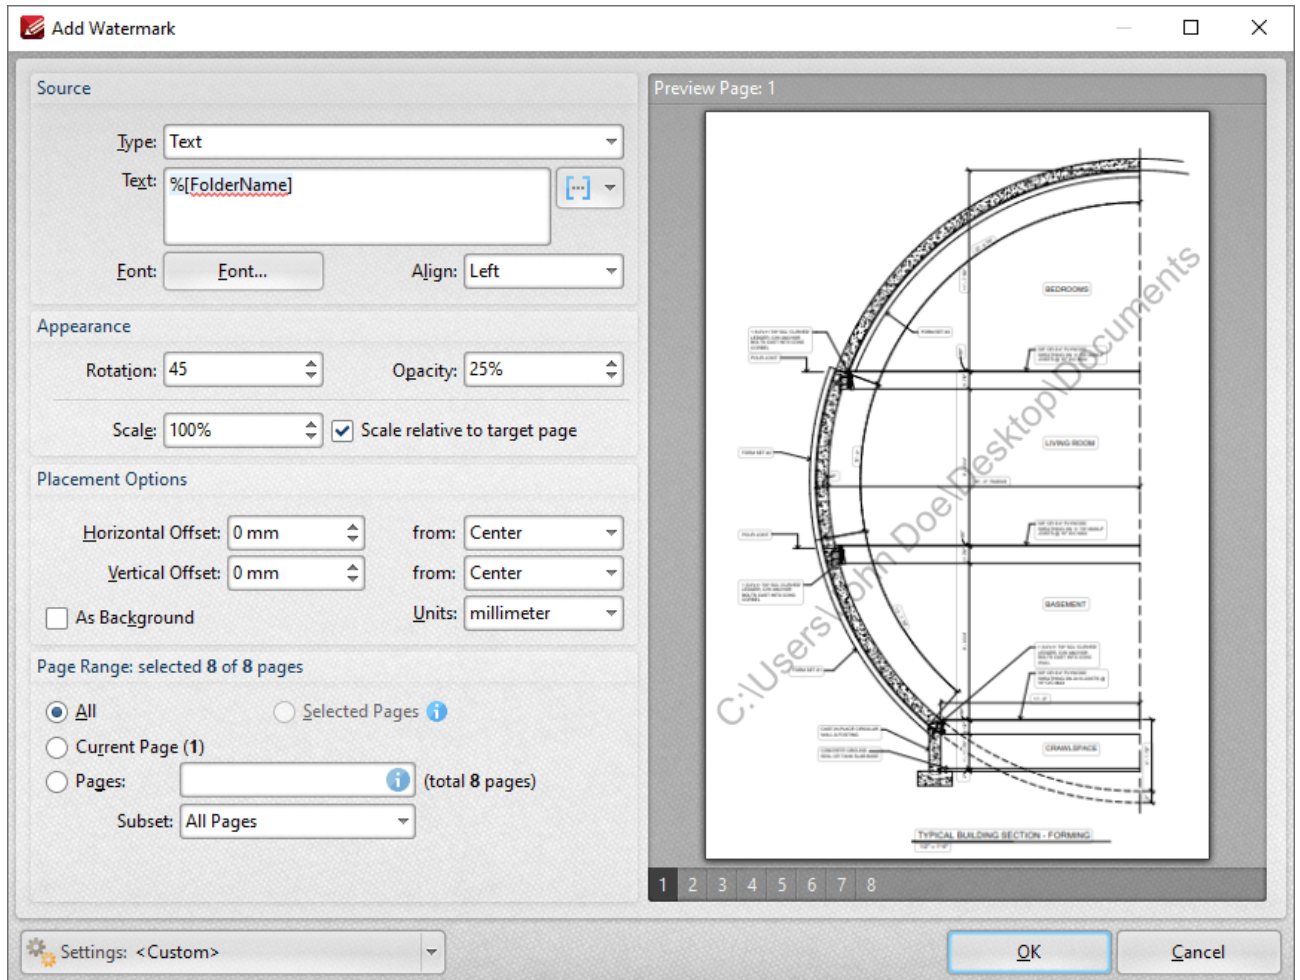 Add Watermark
Source
Type: Text
Text: %[FolderName]
Font: Font... Align: Left
Appearance
Rotation: 45 Opacity: 25%
Scale: 100% Scale relative to target page
Placement Options
Horizontal Offset: 0 mm from: Center
Vertical Offset: 0 mm from: Center
As Background Units: millimeter
Page Range: selected 8 of 8 pages
All Selected Pages
Current Page (1)
Pages: (total 8 pages)
Subset: All Pages
Settings: <Custom>
Preview Page: 1
C:\Users\John Doe\Desktop\Documents
BEDROOMS
LIVING ROOM
BASEMENT
CRAWLSPACE
TYPICAL BUILDING SECTION - FORMING
1 2 3 4 5 6 7 8
OK Cancel